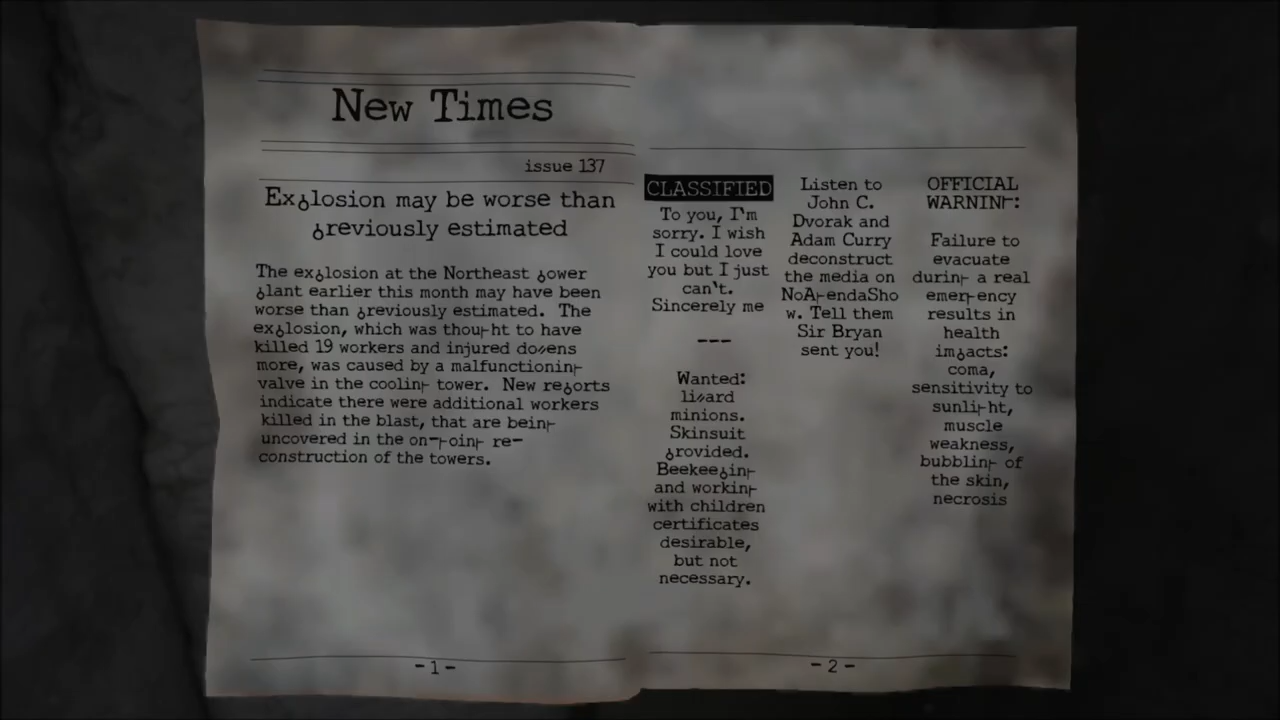 New Times
issue 137
Explosion may be worse than
previously estimated
The explosion at the Northeast power
plant earlier this month may have been
worse than previously estimated. The
explosion, which was thought to have
killed 19 workers and injured dozens
more, was caused by a malfunctioning
valve in the cooling tower. New reports
indicate there were additional workers
killed in the blast, that are being
uncovered in the on-going re-
construction of the towers.
-1-
CLASSIFIED
To you, I'm
sorry. I wish
I could love
you but I just
can't.
Sincerely me
---
Wanted:
lizard
minions.
Skinsuit
provided.
Beekeeping
and working
with children
certificates
desirable,
but not
necessary.
Listen to
John C.
Dvorak and
Adam Curry
deconstruct
the media on
NoAgendaSho
w. Tell them
Sir Bryan
sent you!
OFFICIAL
WARNING:
Failure to
evacuate
during a real
emergency
results in
health
impacts:
coma,
sensitivity to
sunlight,
muscle
weakness,
bubbling of
the skin,
necrosis
-2-